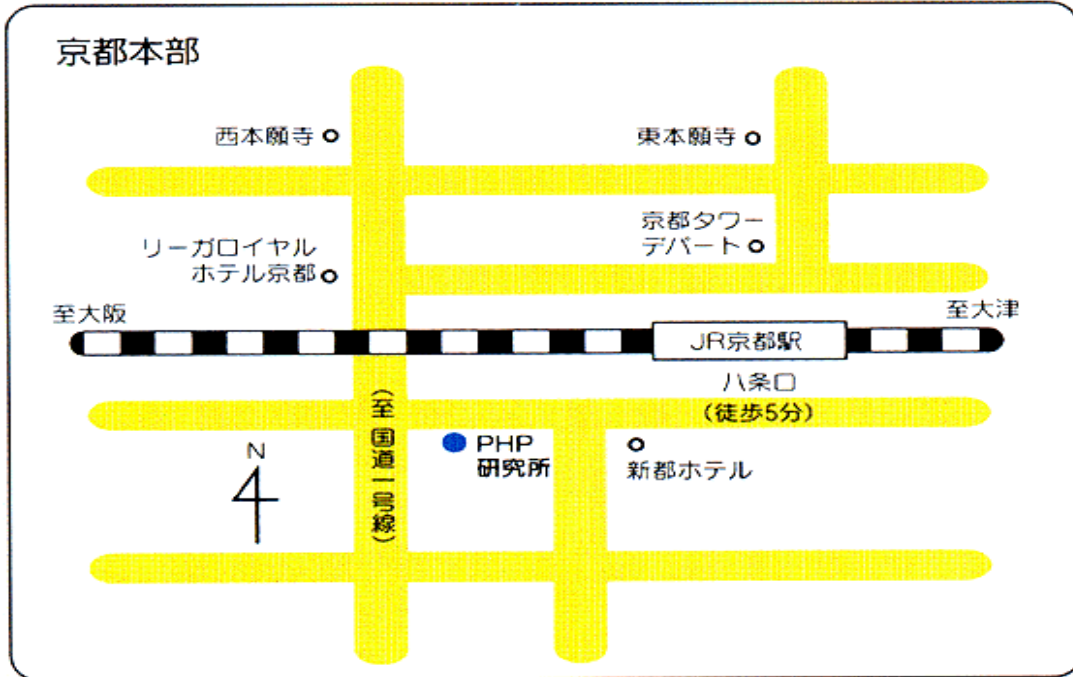 京都本部
西本願寺
東本願寺
京都タワー
デパート
リーガロイヤル
ホテル京都
至大阪
至大津
JR京都駅
八条口
(徒歩5分)
(至国道一号線)
N
PHP
研究所
新都ホテル